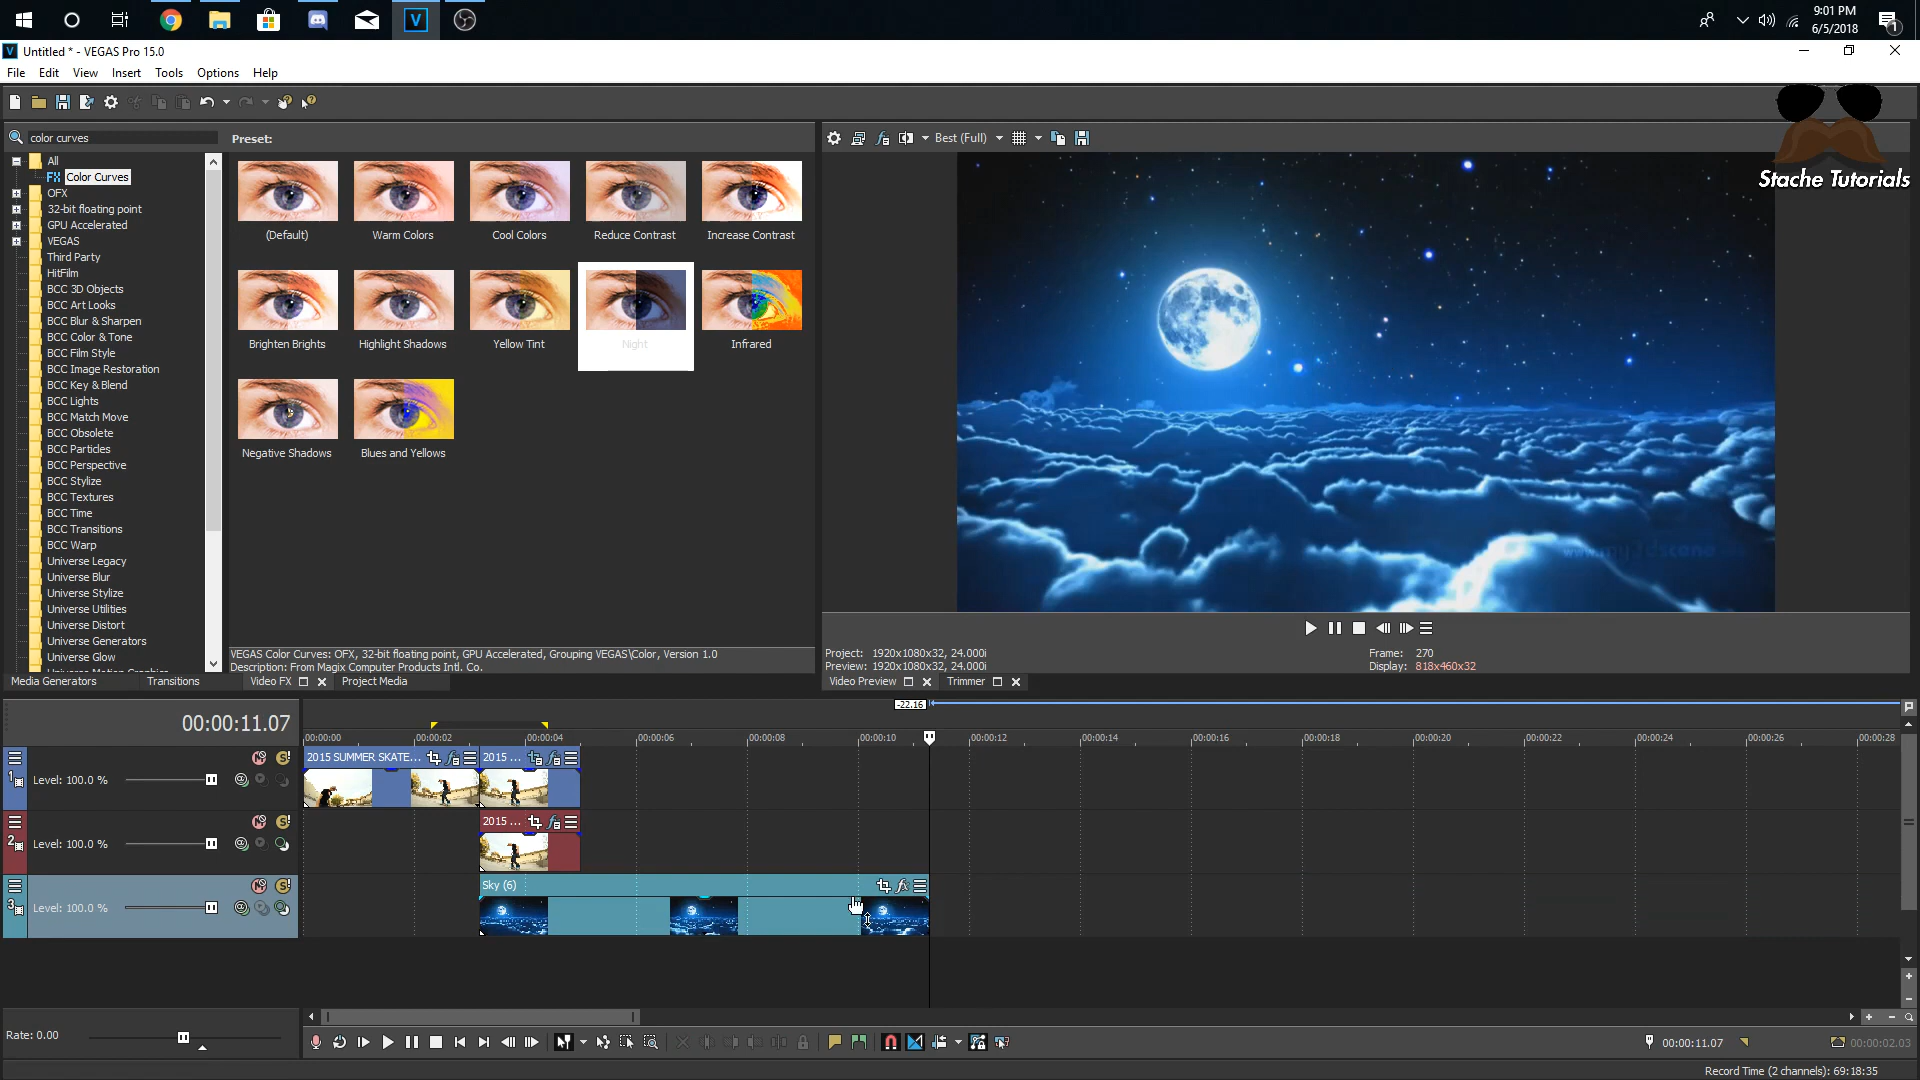 9:01 PM
6/5/2018
1
V
Untitled * - VEGAS Pro 15.0
File Edit View Insert Tools Options Help
color curves
Preset:
Best (Full)
Stache Tutorials
All
FX Color Curves
OFX
32-bit floating point
GPU Accelerated
VEGAS
Third Party
HitFilm
BCC 3D Objects
BCC Art Looks
BCC Blur & Sharpen
BCC Color & Tone
BCC Film Style
BCC Image Restoration
BCC Key & Blend
BCC Lights
BCC Match Move
BCC Obsolete
BCC Particles
BCC Perspective
BCC Stylize
BCC Textures
BCC Time
BCC Transitions
BCC Warp
Universe Legacy
Universe Blur
Universe Stylize
Universe Utilities
Universe Distort
Universe Generators
Universe Glow
(Default) Warm Colors Cool Colors Reduce Contrast Increase Contrast
Brighten Brights Highlight Shadows Yellow Tint Night Infrared
Negative Shadows Blues and Yellows
VEGAS Color Curves: OFX, 32-bit floating point, GPU Accelerated, Grouping VEGAS\Color, Version 1.0
Description: From Magix Computer Products Intl. Co.
Media Generators Transitions Video FX Project Media
Project: 1920x1080x32, 24.000i
Preview: 1920x1080x32, 24.000i
Frame: 270
Display: 818x460x32
Video Preview Trimmer
00:00:11.07
-22.16
00:00:00 00:00:02 00:00:04 00:00:06 00:00:08 00:00:10 00:00:12 00:00:14 00:00:16 00:00:18 00:00:20 00:00:22 00:00:24 00:00:26 00:00:28
1 Level: 100.0 %
2015 SUMMER SKATE... 2015 ...
2 Level: 100.0 %
2015 ...
3 Level: 100.0 %
Sky (6)
Rate: 0.00
00:00:11.07
00:00:02.03
Record Time (2 channels): 69:18:35